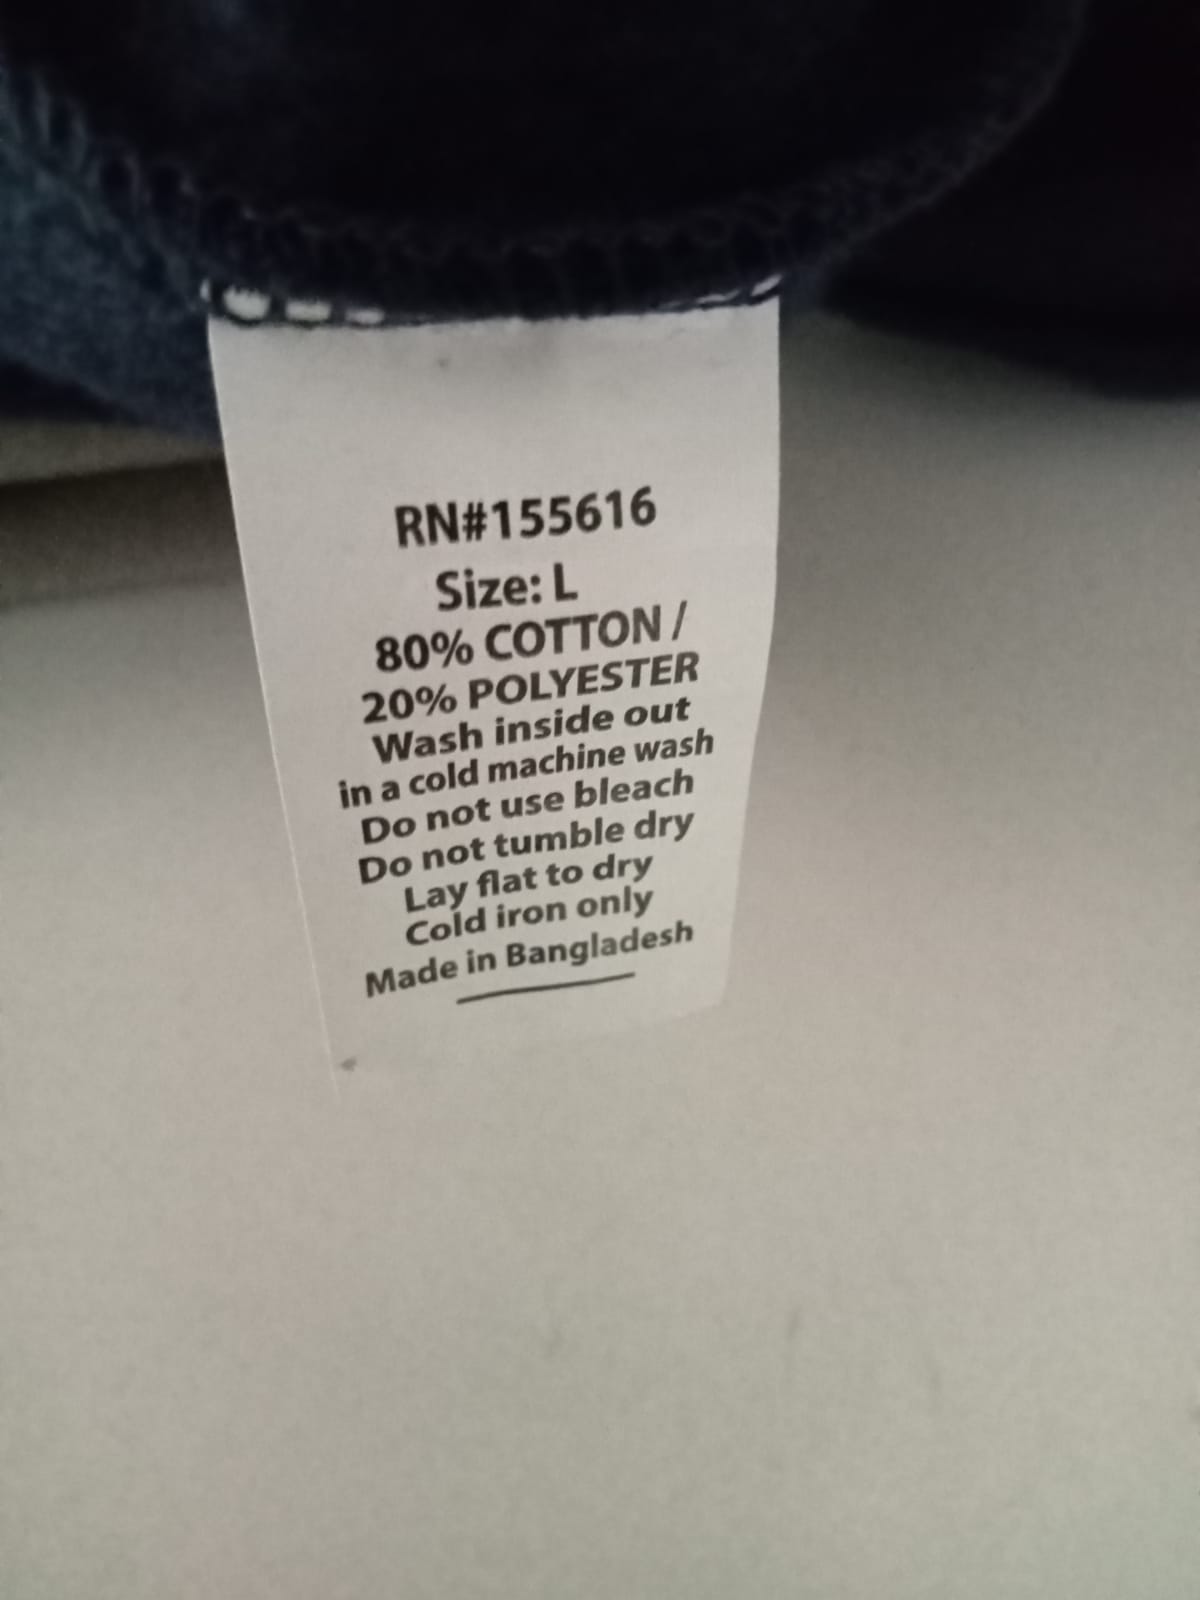 RN#155616
Size: L
80% COTTON /
20% POLYESTER
Wash inside out
in a cold machine wash
Do not use bleach
Do not tumble dry
Lay flat to dry
Cold iron only
Made in Bangladesh